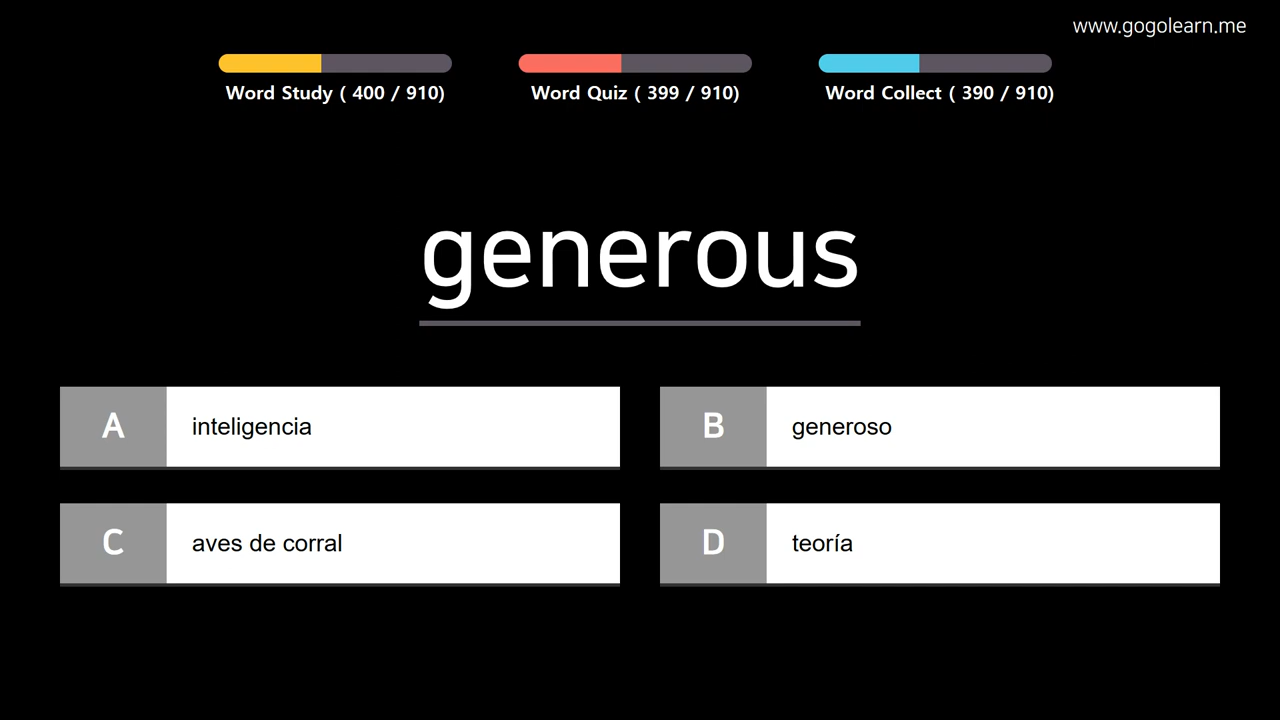 www.gogolearn.me
Word Study ( 400 / 910)
Word Quiz ( 399 / 910)
Word Collect ( 390 / 910)
generous
A inteligencia
B generoso
C aves de corral
D teoría